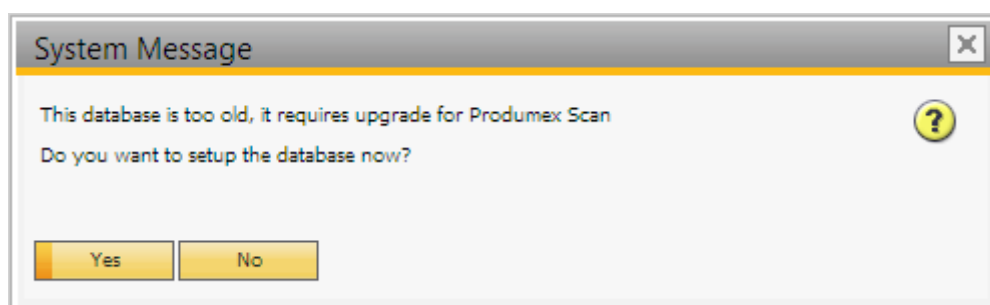 System Message
This database is too old, it requires upgrade for Produmex Scan
Do you want to setup the database now?
?
Yes No